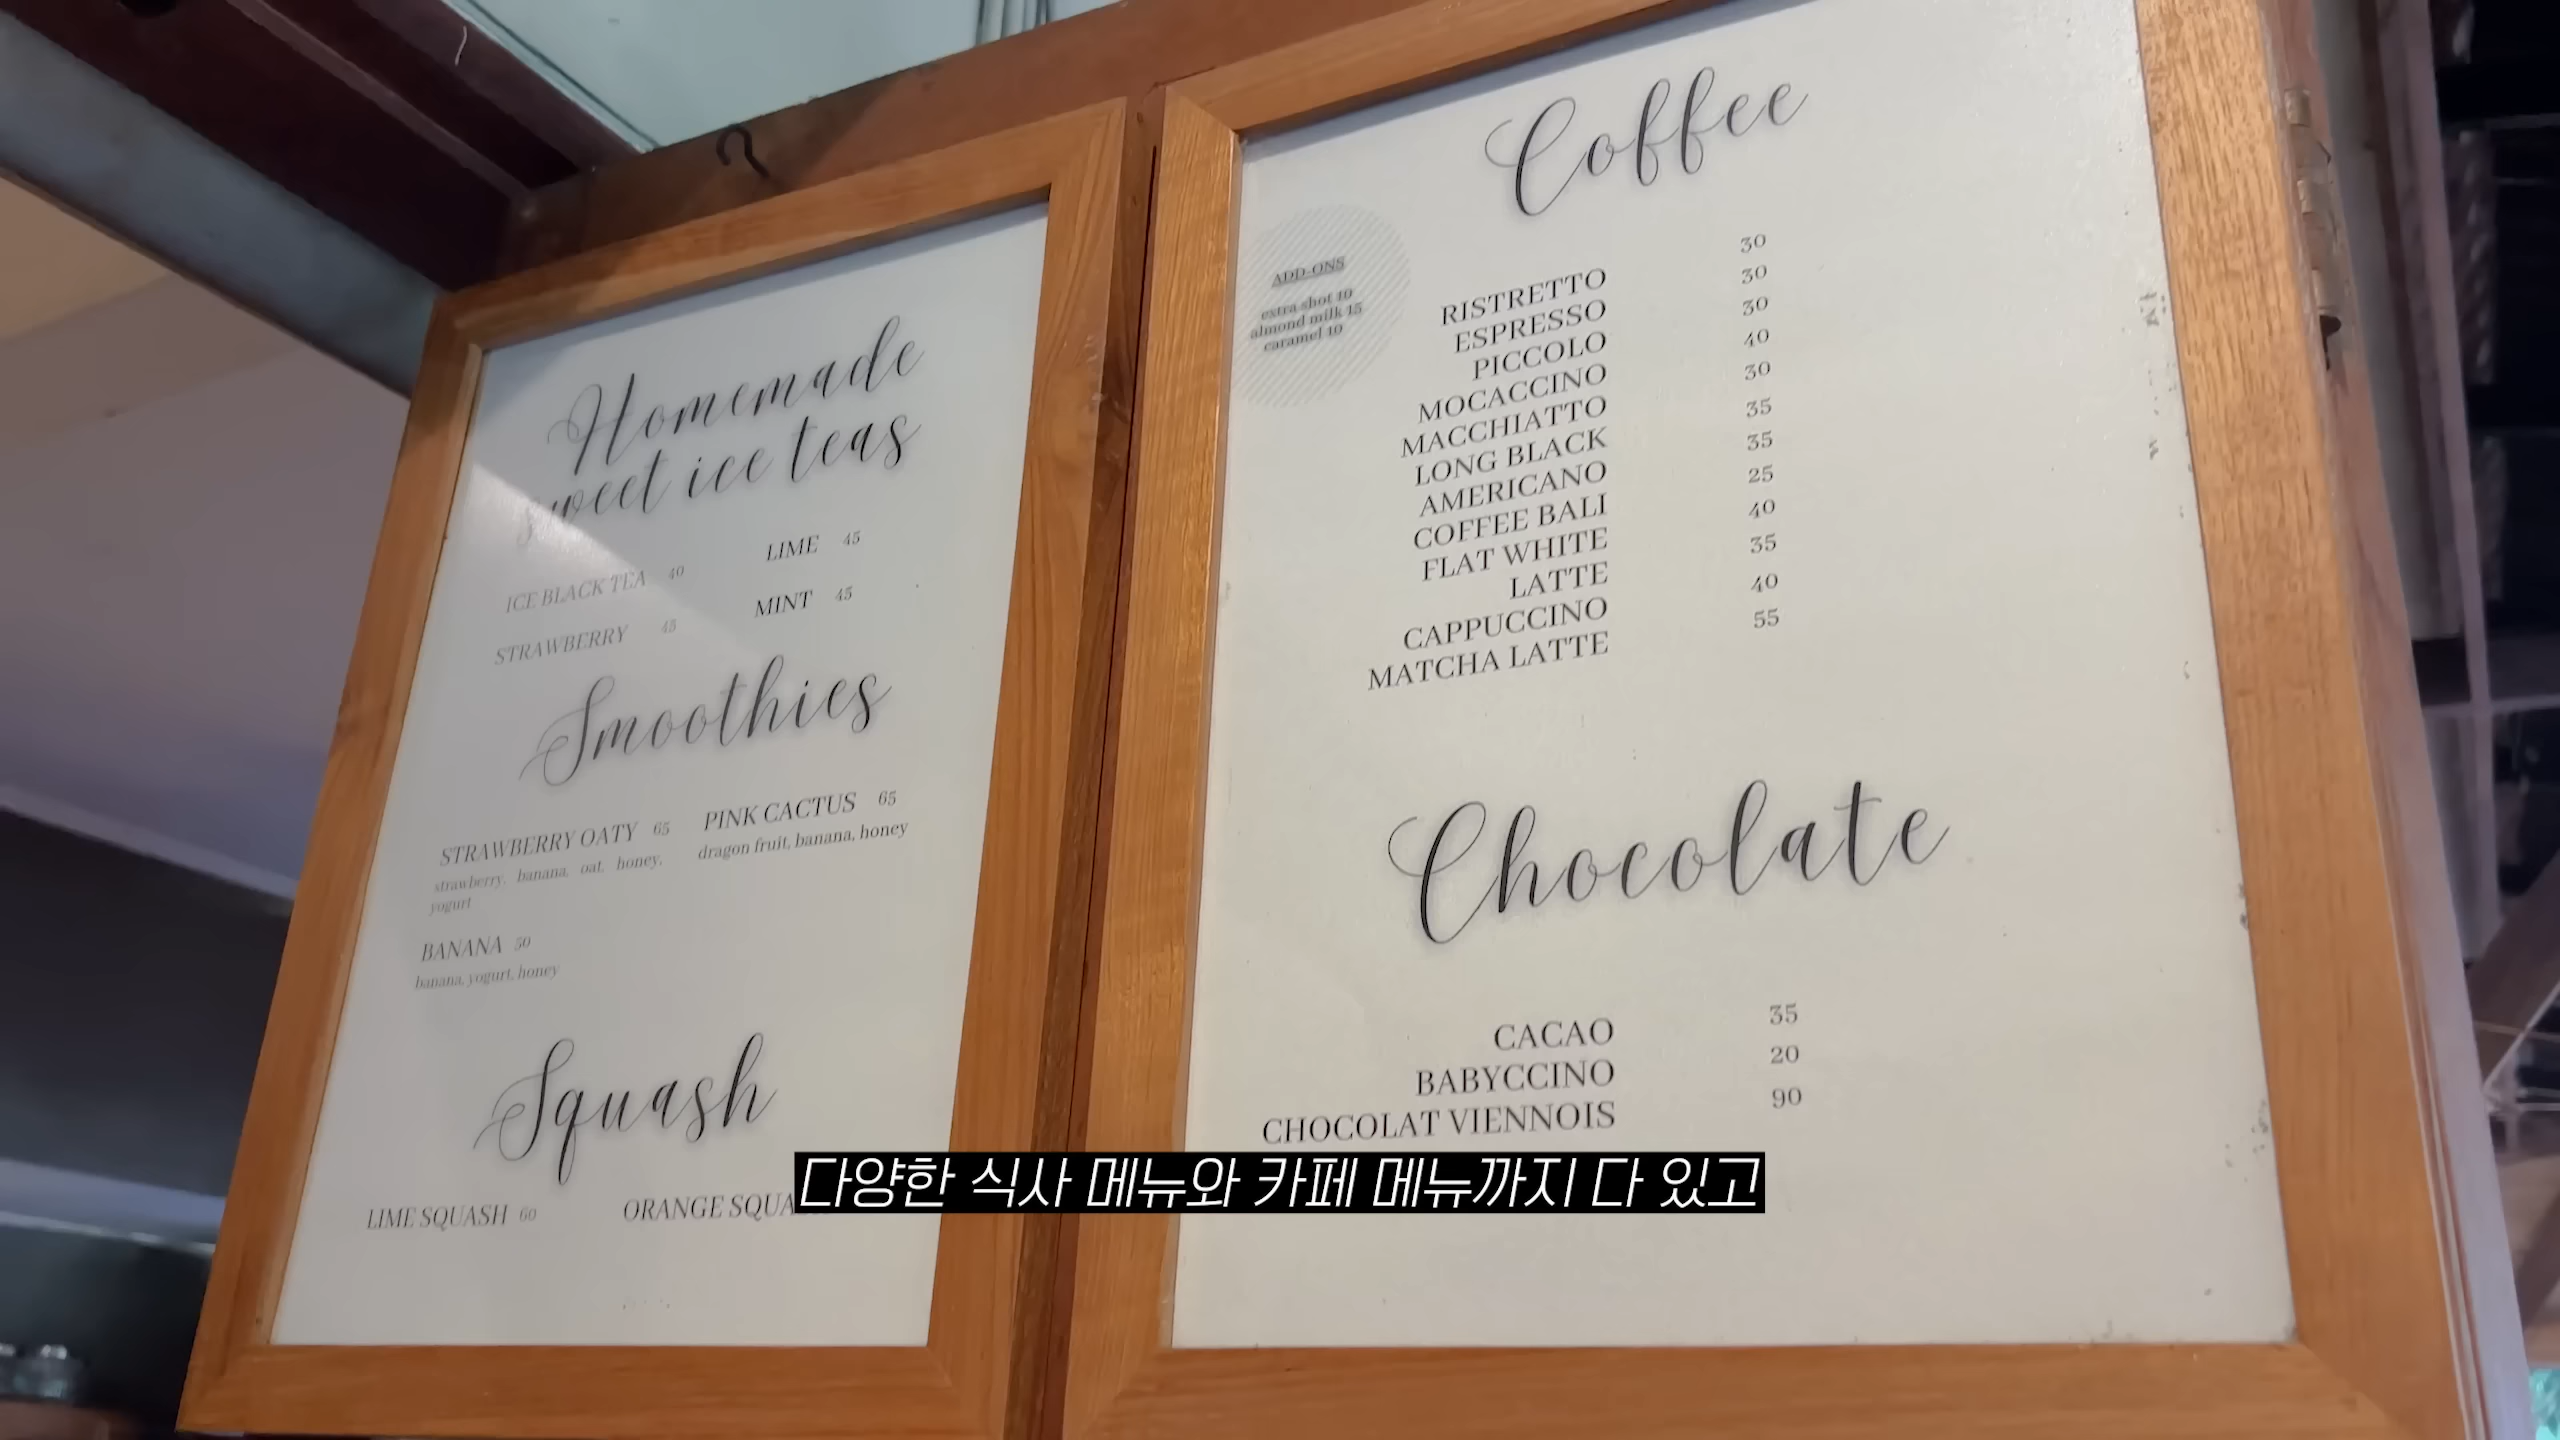 Homemade
sweet ice teas
ICE BLACK TEA 40
LIME 45
STRAWBERRY 45
MINT 45
Smoothies
STRAWBERRY OATY 65
strawberry, banana, oat, honey,
yogurt
PINK CACTUS 65
dragon fruit, banana, honey
BANANA 50
banana, yogurt, honey
Squash
LIME SQUASH 60
ORANGE SQUA
Coffee
ADD-ONS
extra shot 10
almond milk 15
caramel 10
RISTRETTO 30
ESPRESSO 30
PICCOLO 30
MOCACCINO 40
MACCHIATTO 30
LONG BLACK 35
AMERICANO 35
COFFEE BALI 25
FLAT WHITE 40
LATTE 35
CAPPUCCINO 40
MATCHA LATTE 55
Chocolate
CACAO 35
BABYCCINO 20
CHOCOLAT VIENNOIS 90
다양한 식사 메뉴와 카페 메뉴까지 다 있고